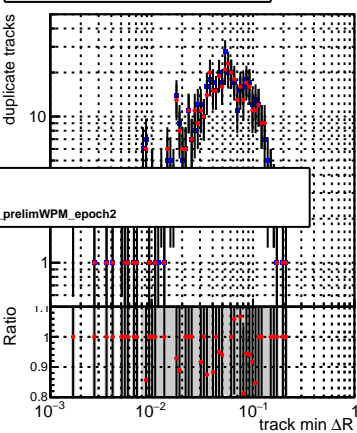 duplicate tracks
10
_prelimWPM_epoch2
1
Ratio
1.1
1
0.9
0.8
10−3
10−2
10−1
1
track min ΔR